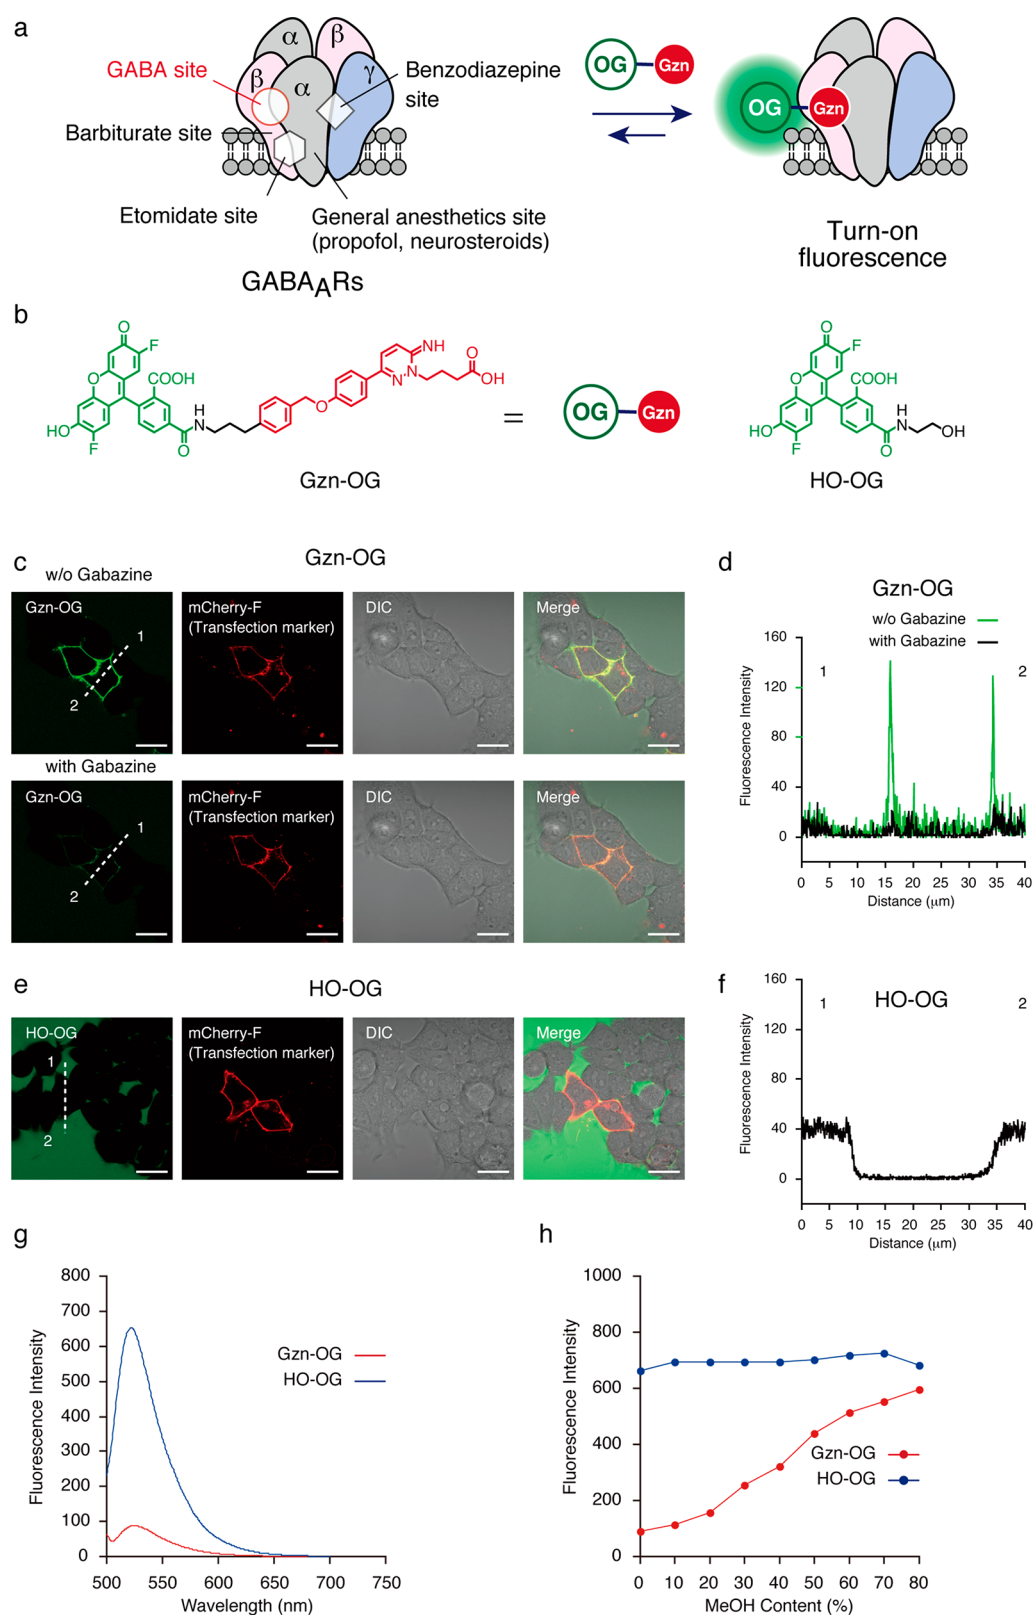 a
α
β
β
α
γ
GABA site
Benzodiazepine
site
Barbiturate site
Etomidate site
General anesthetics site
(propofol, neurosteroids)
GABAARs
OG
Gzn
OG
Gzn
Turn-on
fluorescence
b
O
F
O
COOH
HO
F
O
H
N
O
N
N
NH
O
OH
Gzn-OG
=
OG
Gzn
O
F
O
COOH
HO
F
O
H
N
OH
HO-OG
c
Gzn-OG
w/o Gabazine
Gzn-OG
1
2
mCherry-F
(Transfection marker)
DIC
Merge
with Gabazine
Gzn-OG
1
2
mCherry-F
(Transfection marker)
DIC
Merge
d
Gzn-OG
w/o Gabazine
with Gabazine
160
120
80
40
0
1
2
Fluorescence Intensity
0 5 10 15 20 25 30 35 40
Distance (μm)
e
HO-OG
HO-OG
1
2
mCherry-F
(Transfection marker)
DIC
Merge
f
HO-OG
160
120
80
40
0
1
2
Fluorescence Intensity
0 5 10 15 20 25 30 35 40
Distance (μm)
g
800
700
600
500
400
300
200
100
0
Fluorescence Intensity
Gzn-OG
HO-OG
500 550 600 650 700 750
Wavelength (nm)
h
1000
800
600
400
200
0
Fluorescence Intensity
Gzn-OG
HO-OG
0 10 20 30 40 50 60 70 80
MeOH Content (%)